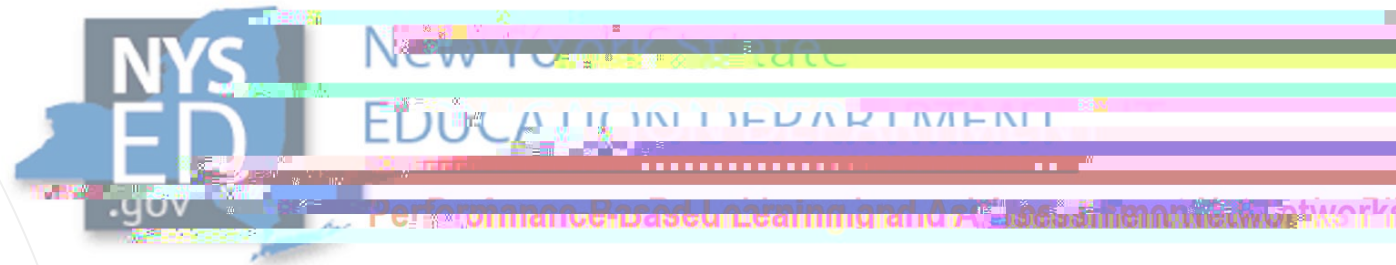 NYS
ED
.gov
New York State
EDUCATION DEPARTMENT
Performance-Based Learning and Assessment Networks